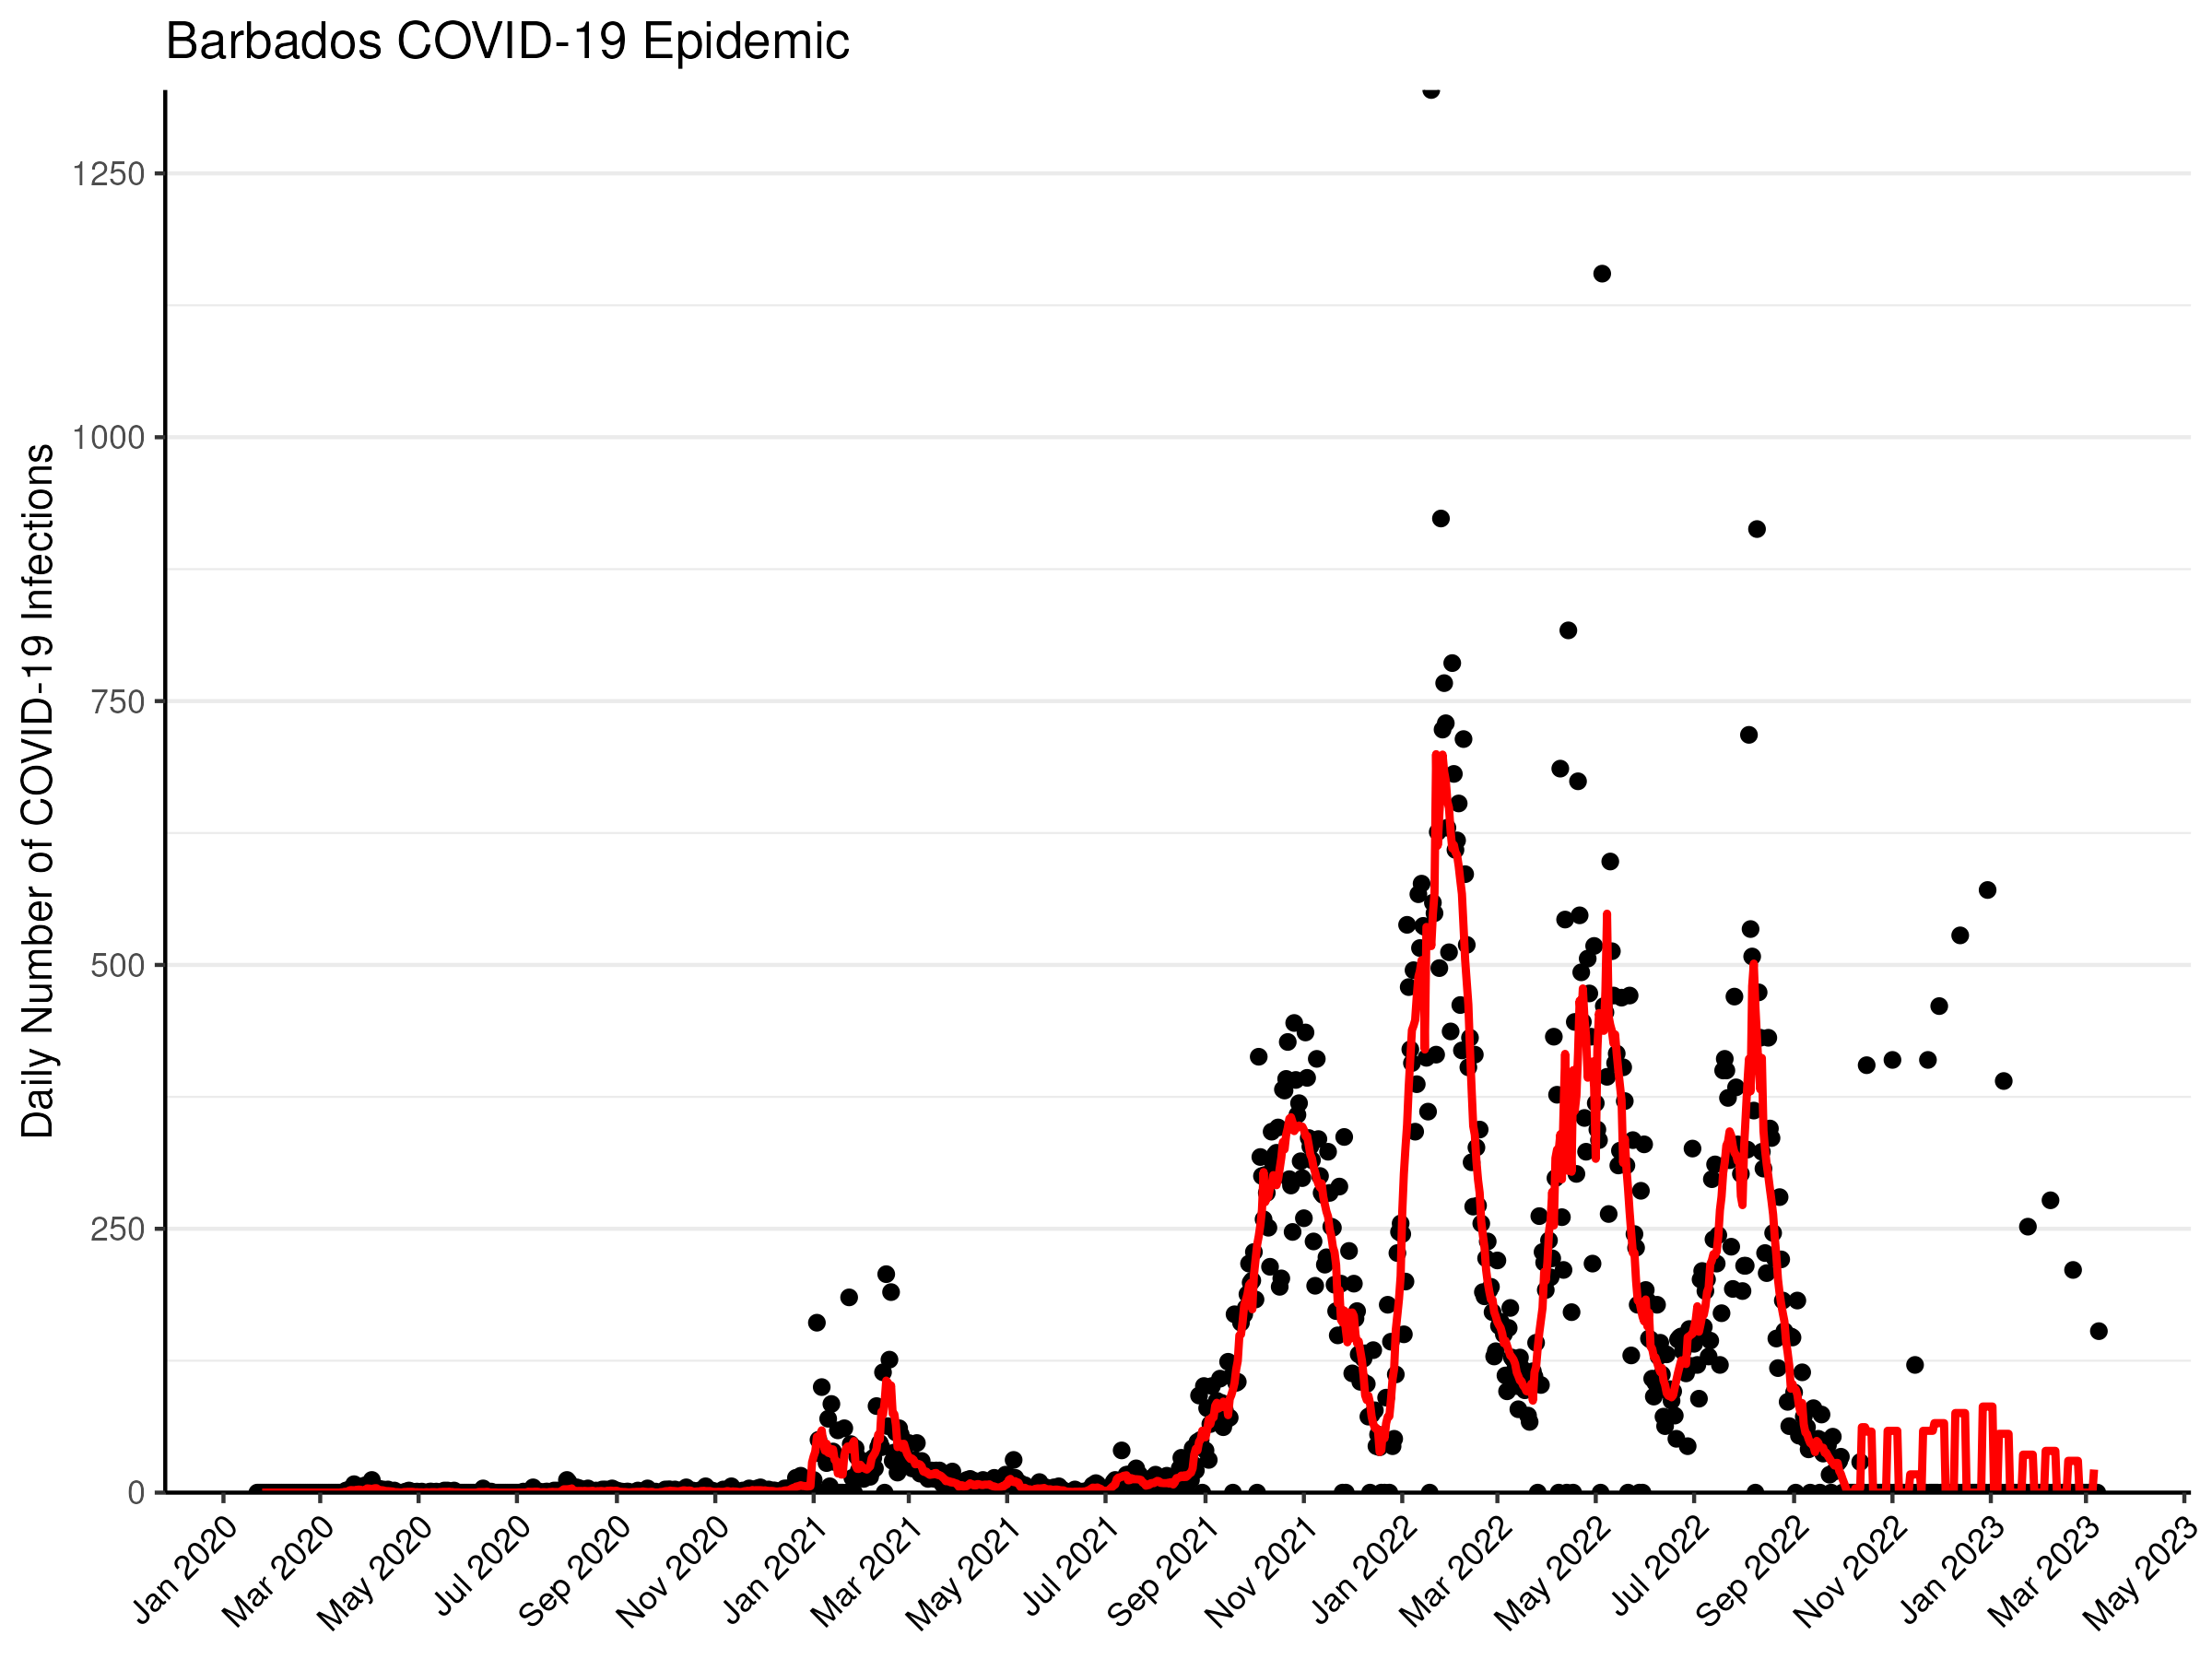 Barbados COVID-19 Epidemic
Daily Number of COVID-19 Infections
1250
1000
750
500
250
0
Jan 2020
Mar 2020
May 2020
Jul 2020
Sep 2020
Nov 2020
Jan 2021
Mar 2021
May 2021
Jul 2021
Sep 2021
Nov 2021
Jan 2022
Mar 2022
May 2022
Jul 2022
Sep 2022
Nov 2022
Jan 2023
Mar 2023
May 2023